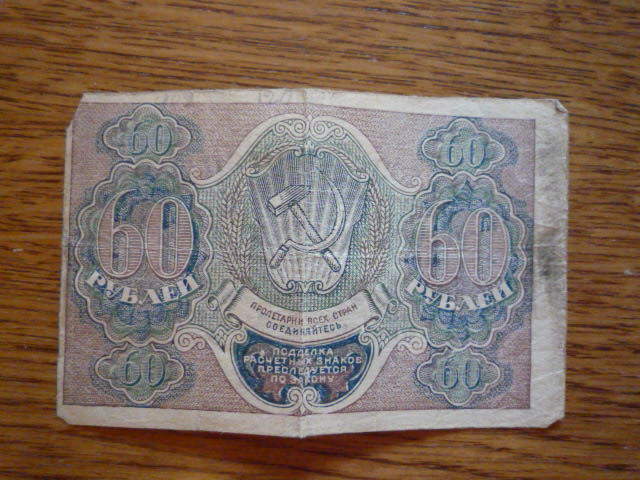 60
60
60
РУБЛЕЙ
60
РУБЛЕЙ
ПРОЛЕТАРИИ ВСЕХ СТРАН
СОЕДИНЯЙТЕСЬ
ПОДДЕЛКА
РАСЧЕТНЫХ ЗНАКОВ
ПРЕСЛЕДУЕТСЯ
ПО ЗАКОНУ
60
60